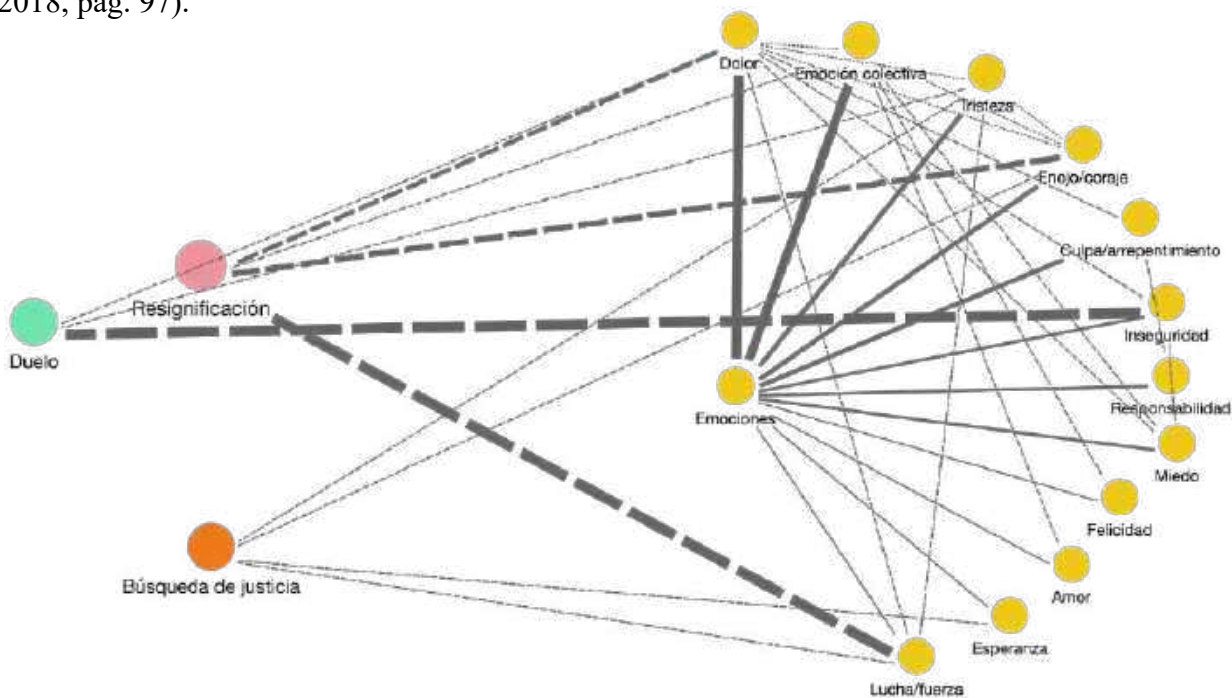 2018, pág. 97).
Dolor
Emoción colectiva
Tristeza
Enojo/coraje
Culpa/arrepentimiento
Resignificación
Inseguridad
Duelo
Responsabilidad
Emociones
Miedo
Felicidad
Búsqueda de justicia
Amor
Esperanza
Lucha/fuerza